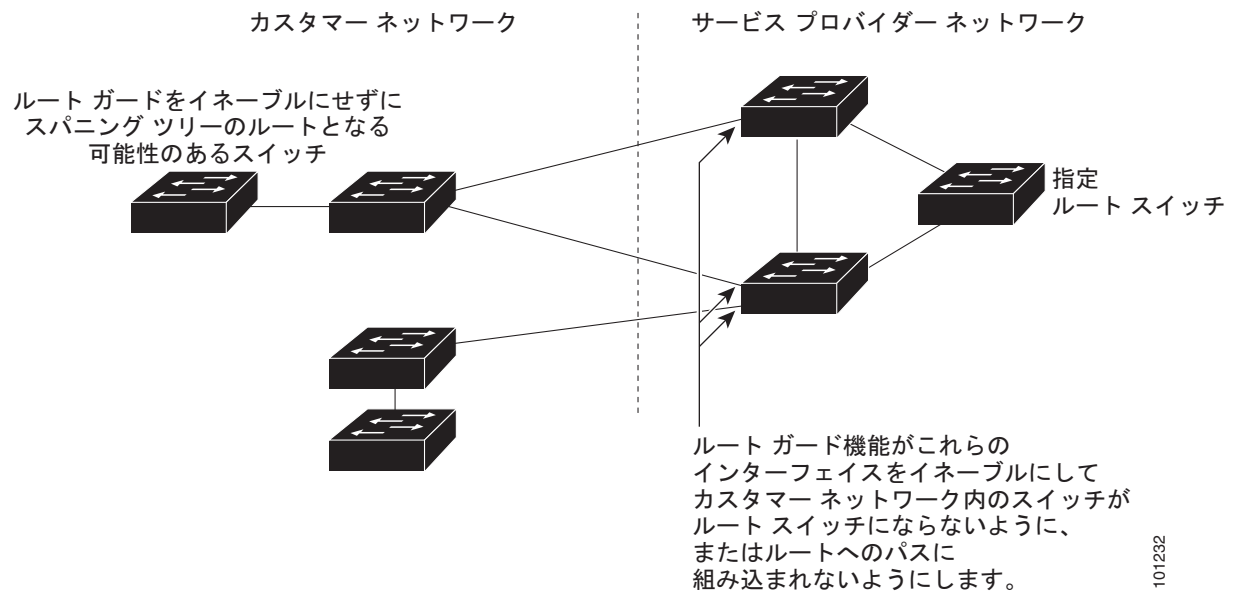 カスタマー ネットワーク
サービス プロバイダー ネットワーク
ルート ガードをイネーブルにせずに
スパニング ツリーのルートとなる
可能性のあるスイッチ
指定
ルート スイッチ
ルート ガード機能がこれらの
インターフェイスをイネーブルにして
カスタマー ネットワーク内のスイッチが
ルート スイッチにならないように、
またはルートへのパスに
組み込まれないようにします。
101232